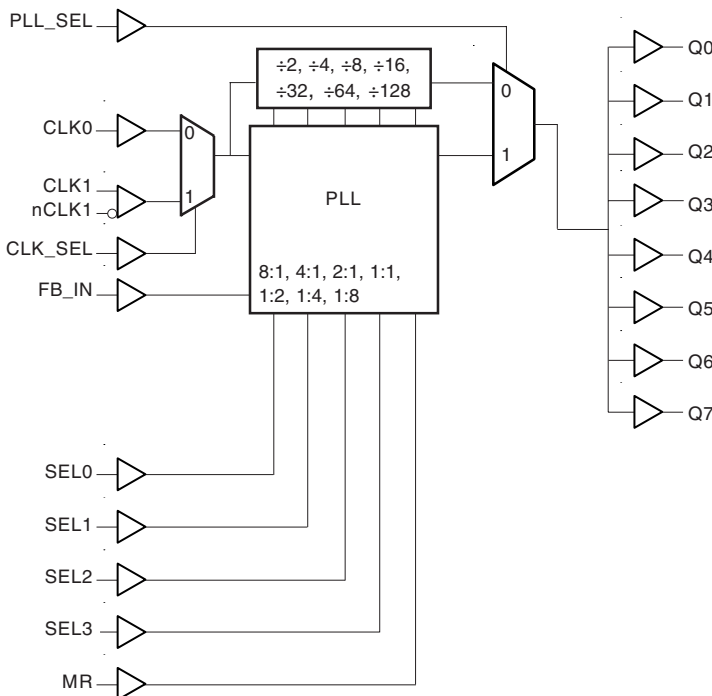 PLL_SEL
÷2, ÷4, ÷8, ÷16,
÷32, ÷64, ÷128
0
1
CLK0
0
CLK1
nCLK1
1
CLK_SEL
FB_IN
PLL
8:1, 4:1, 2:1, 1:1,
1:2, 1:4, 1:8
SEL0
SEL1
SEL2
SEL3
MR
Q0
Q1
Q2
Q3
Q4
Q5
Q6
Q7